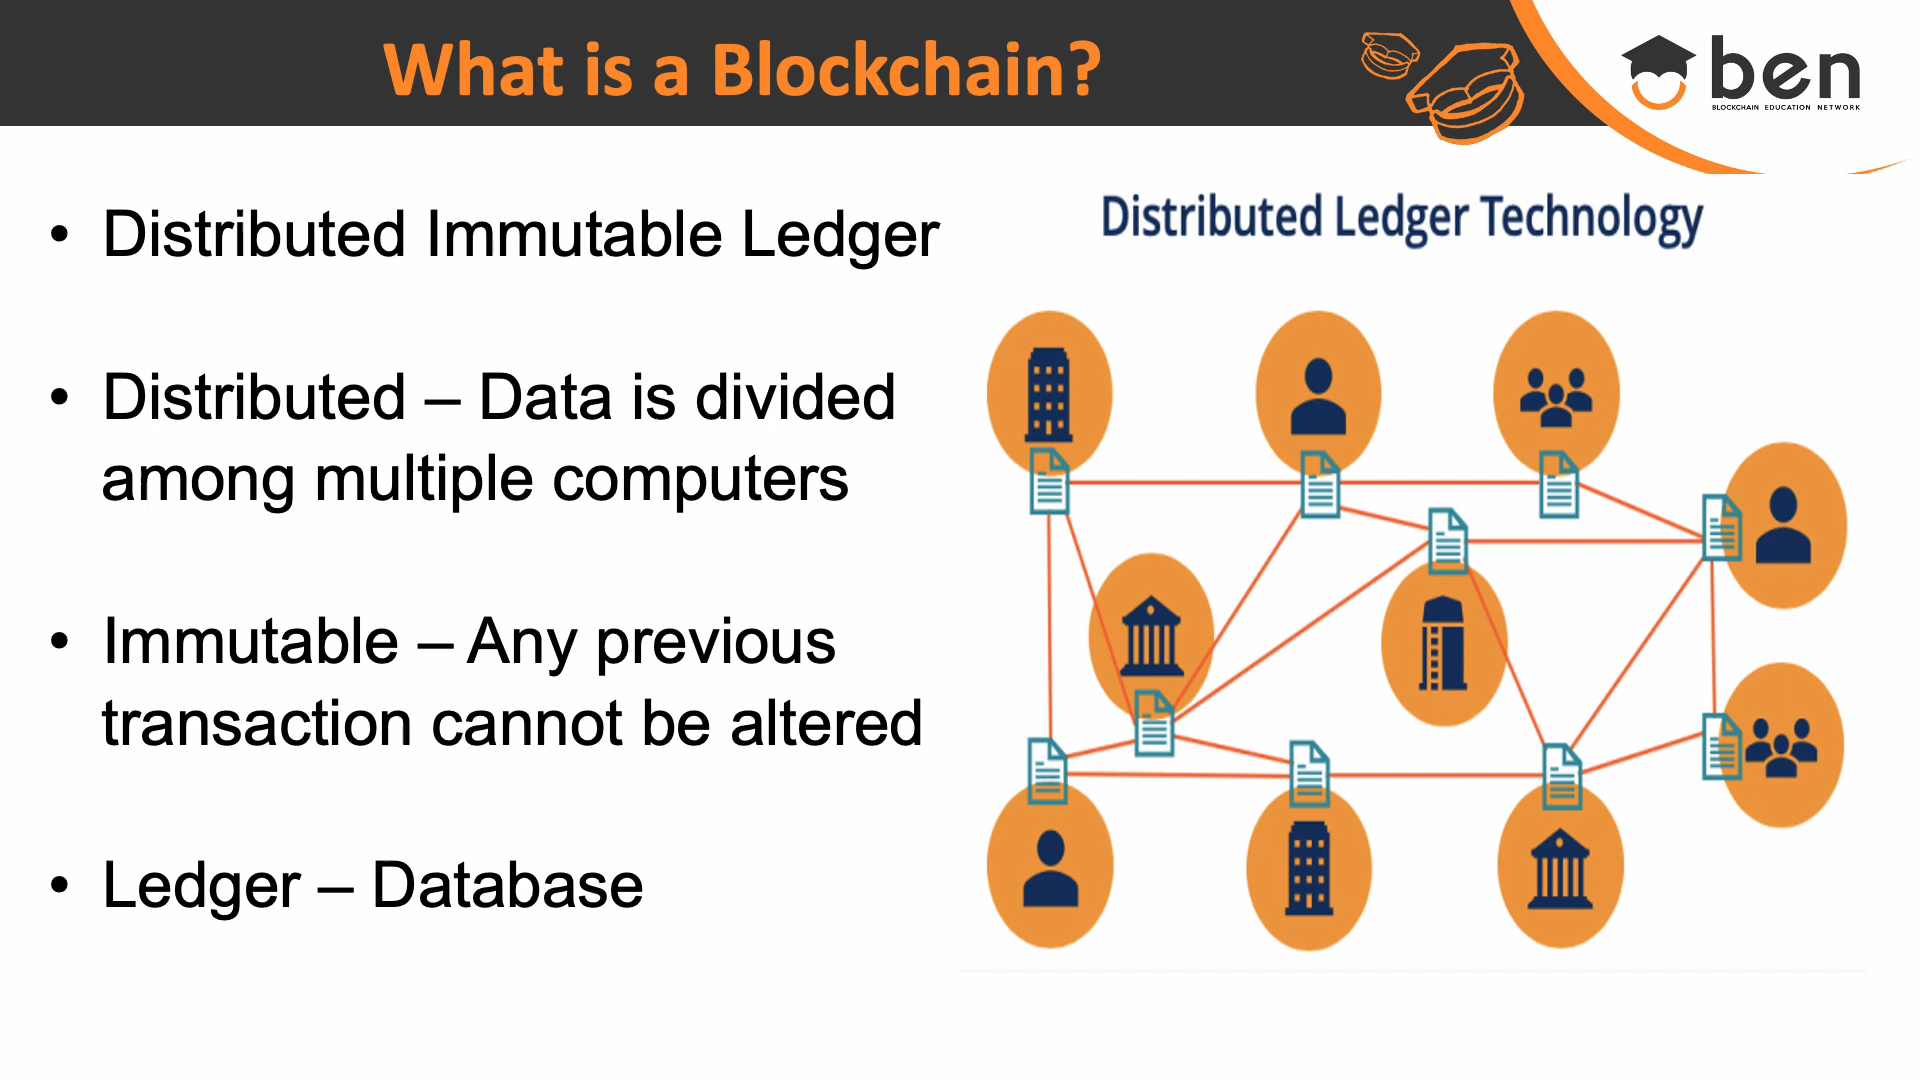 What is a Blockchain?
ben
BLOCKCHAIN EDUCATION NETWORK
• Distributed Immutable Ledger
• Distributed – Data is divided
among multiple computers
• Immutable – Any previous
transaction cannot be altered
• Ledger – Database
Distributed Ledger Technology